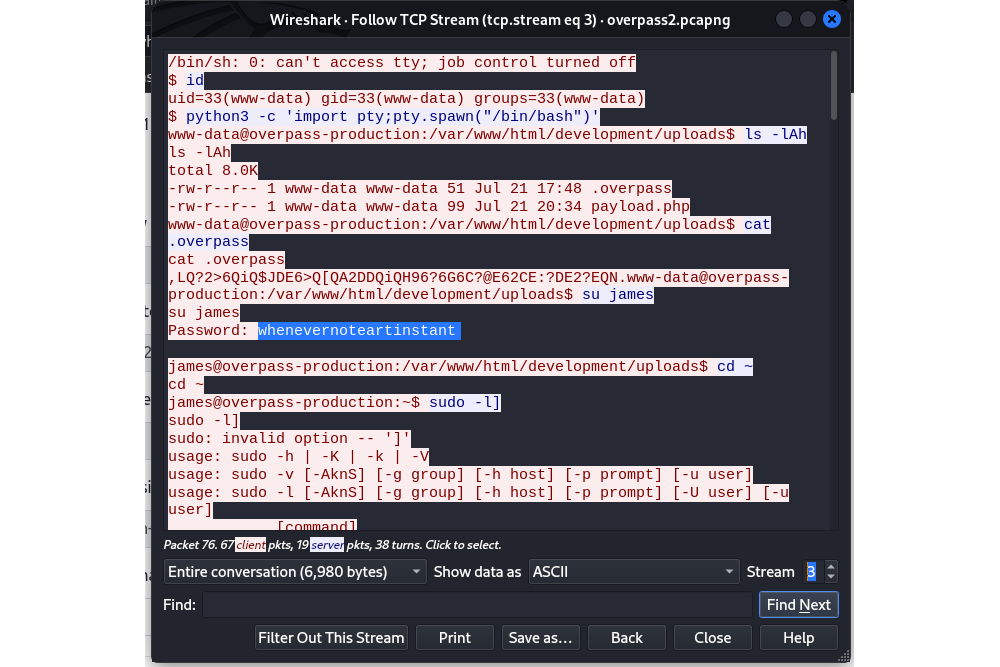 Wireshark · Follow TCP Stream (tcp.stream eq 3) · overpass2.pcapng
/bin/sh: 0: can't access tty; job control turned off
$ id
uid=33(www-data) gid=33(www-data) groups=33(www-data)
$ python3 -c 'import pty;pty.spawn("/bin/bash")'
www-data@overpass-production:/var/www/html/development/uploads$ ls -lAh
ls -lAh
total 8.0K
-rw-r--r-- 1 www-data www-data 51 Jul 21 17:48 .overpass
-rw-r--r-- 1 www-data www-data 99 Jul 21 20:34 payload.php
www-data@overpass-production:/var/www/html/development/uploads$ cat
.overpass
cat .overpass
,LQ?2>6QiQ$JDE6>Q[QA2DDQiQH96?6G6C?@E62CE:?DE2?EQN.www-data@overpass-
production:/var/www/html/development/uploads$ su james
su james
Password: whenevernoteartinstant
james@overpass-production:/var/www/html/development/uploads$ cd ~
cd ~
james@overpass-production:~$ sudo -l]
sudo -l]
sudo: invalid option -- ']'
usage: sudo -h | -K | -k | -V
usage: sudo -v [-AknS] [-g group] [-h host] [-p prompt] [-u user]
usage: sudo -l [-AknS] [-g group] [-h host] [-p prompt] [-U user] [-u
user]
[command]
Packet 76. 67 client pkts, 19 server pkts, 38 turns. Click to select.
Entire conversation (6,980 bytes) Show data as ASCII Stream 3
Find: Find Next
Filter Out This Stream Print Save as… Back Close Help